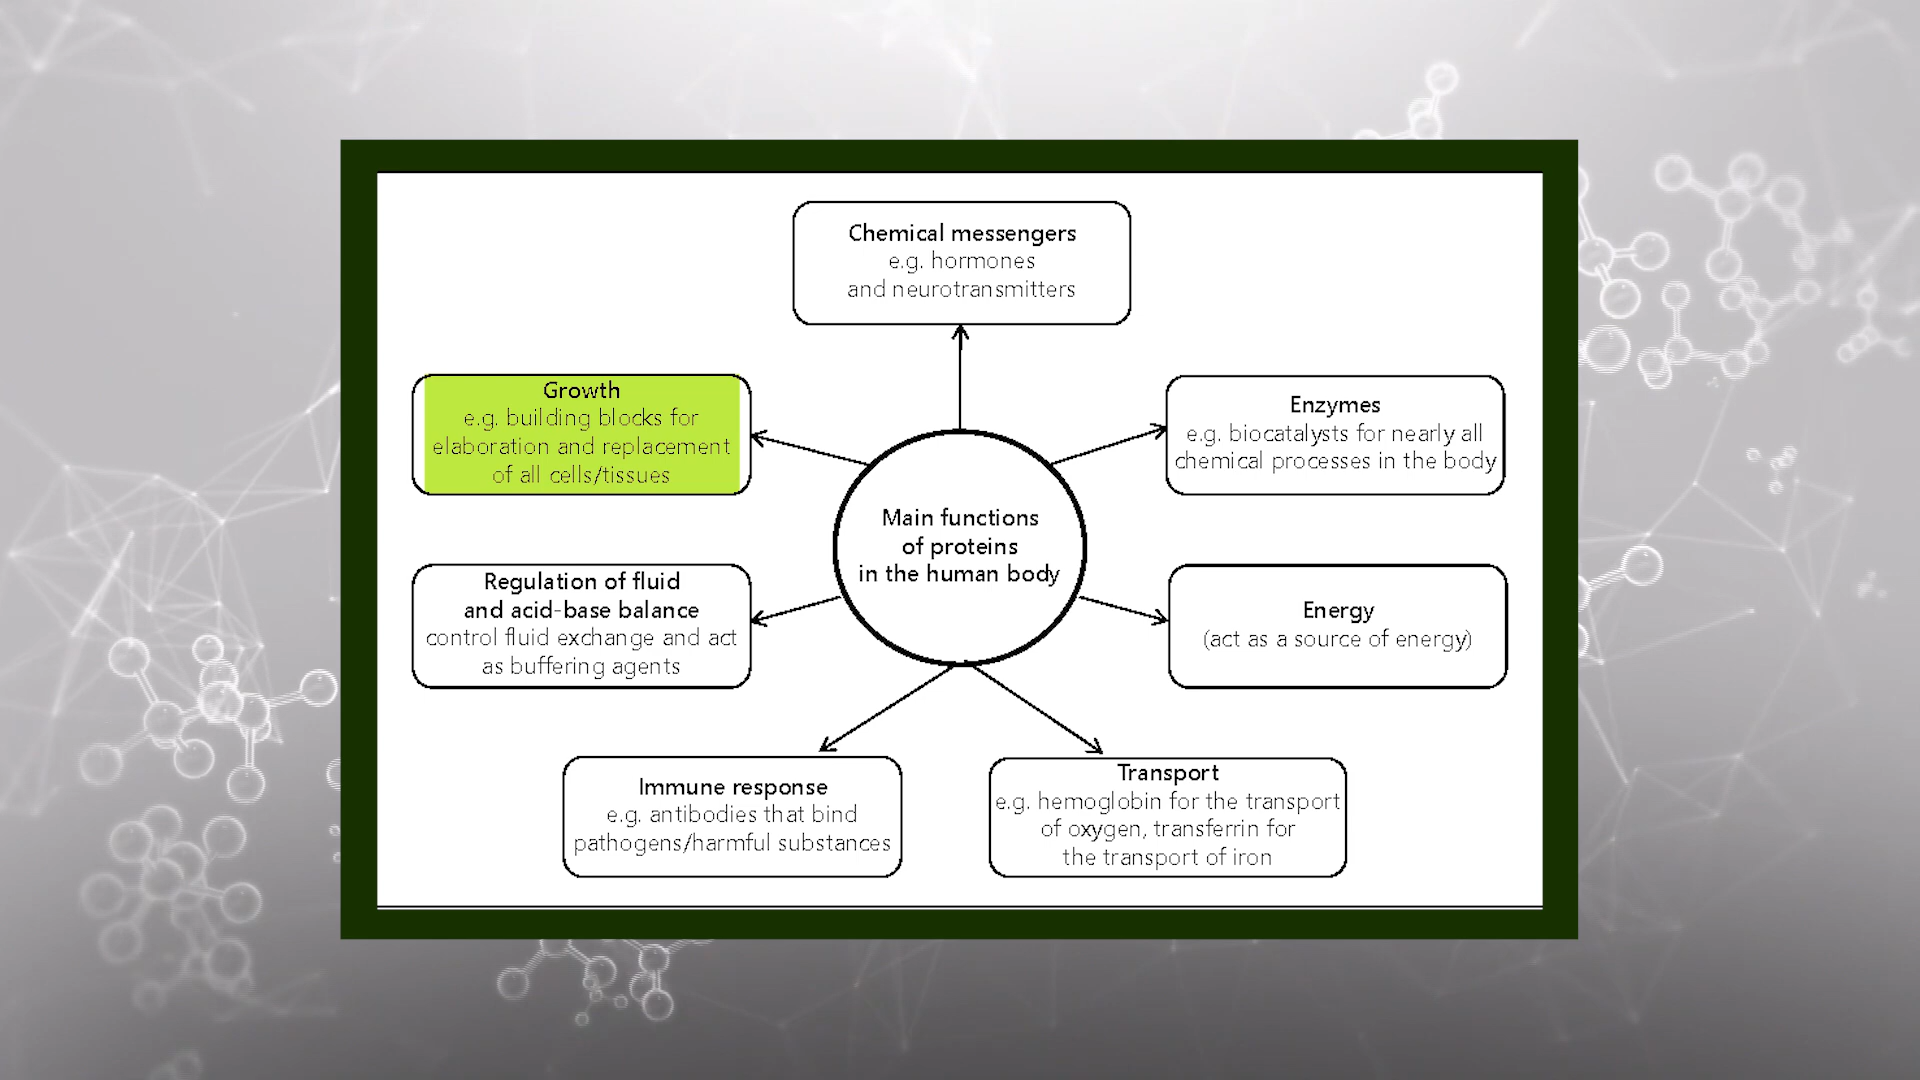 Chemical messengers
e.g. hormones
and neurotransmitters
Growth
e.g. building blocks for
elaboration and replacement
of all cells/tissues
Enzymes
e.g. biocatalysts for nearly all
chemical processes in the body
Main functions
of proteins
in the human body
Regulation of fluid
and acid-base balance
control fluid exchange and act
as buffering agents
Energy
(act as a source of energy)
Immune response
e.g. antibodies that bind
pathogens/harmful substances
Transport
e.g. hemoglobin for the transport
of oxygen, transferrin for
the transport of iron